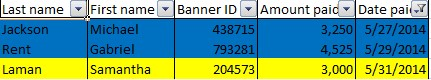 Last name First name Banner ID Amount paid Date paid
Jackson Michael 438715 3,250 5/27/2014
Rent Gabriel 793281 4,525 5/29/2014
Laman Samantha 204573 3,000 5/31/2014